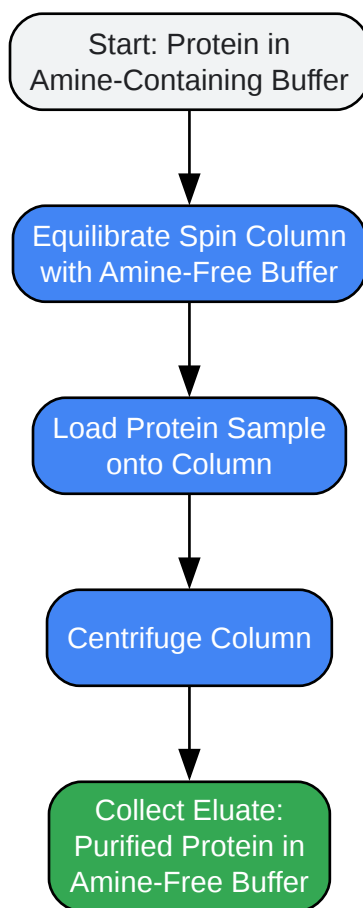 Start: Protein in
Amine-Containing Buffer
Equilibrate Spin Column
with Amine-Free Buffer
Load Protein Sample
onto Column
Centrifuge Column
Collect Eluate:
Purified Protein in
Amine-Free Buffer